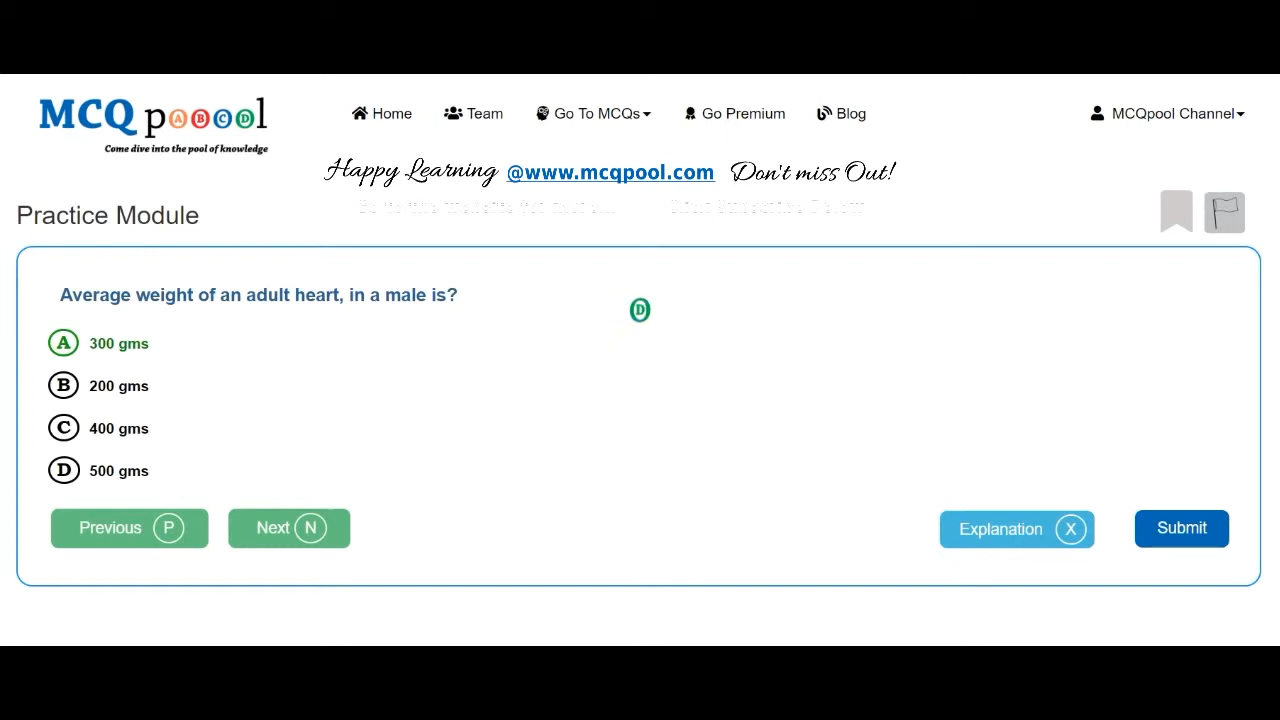 MCQ pooool
Come dive into the pool of knowledge
Home Team Go To MCQs Go Premium Blog MCQpool Channel
Happy Learning @www.mcqpool.com Don't miss Out!
Practice Module
Average weight of an adult heart, in a male is?
D
A 300 gms
B 200 gms
C 400 gms
D 500 gms
Previous P Next N Explanation X Submit